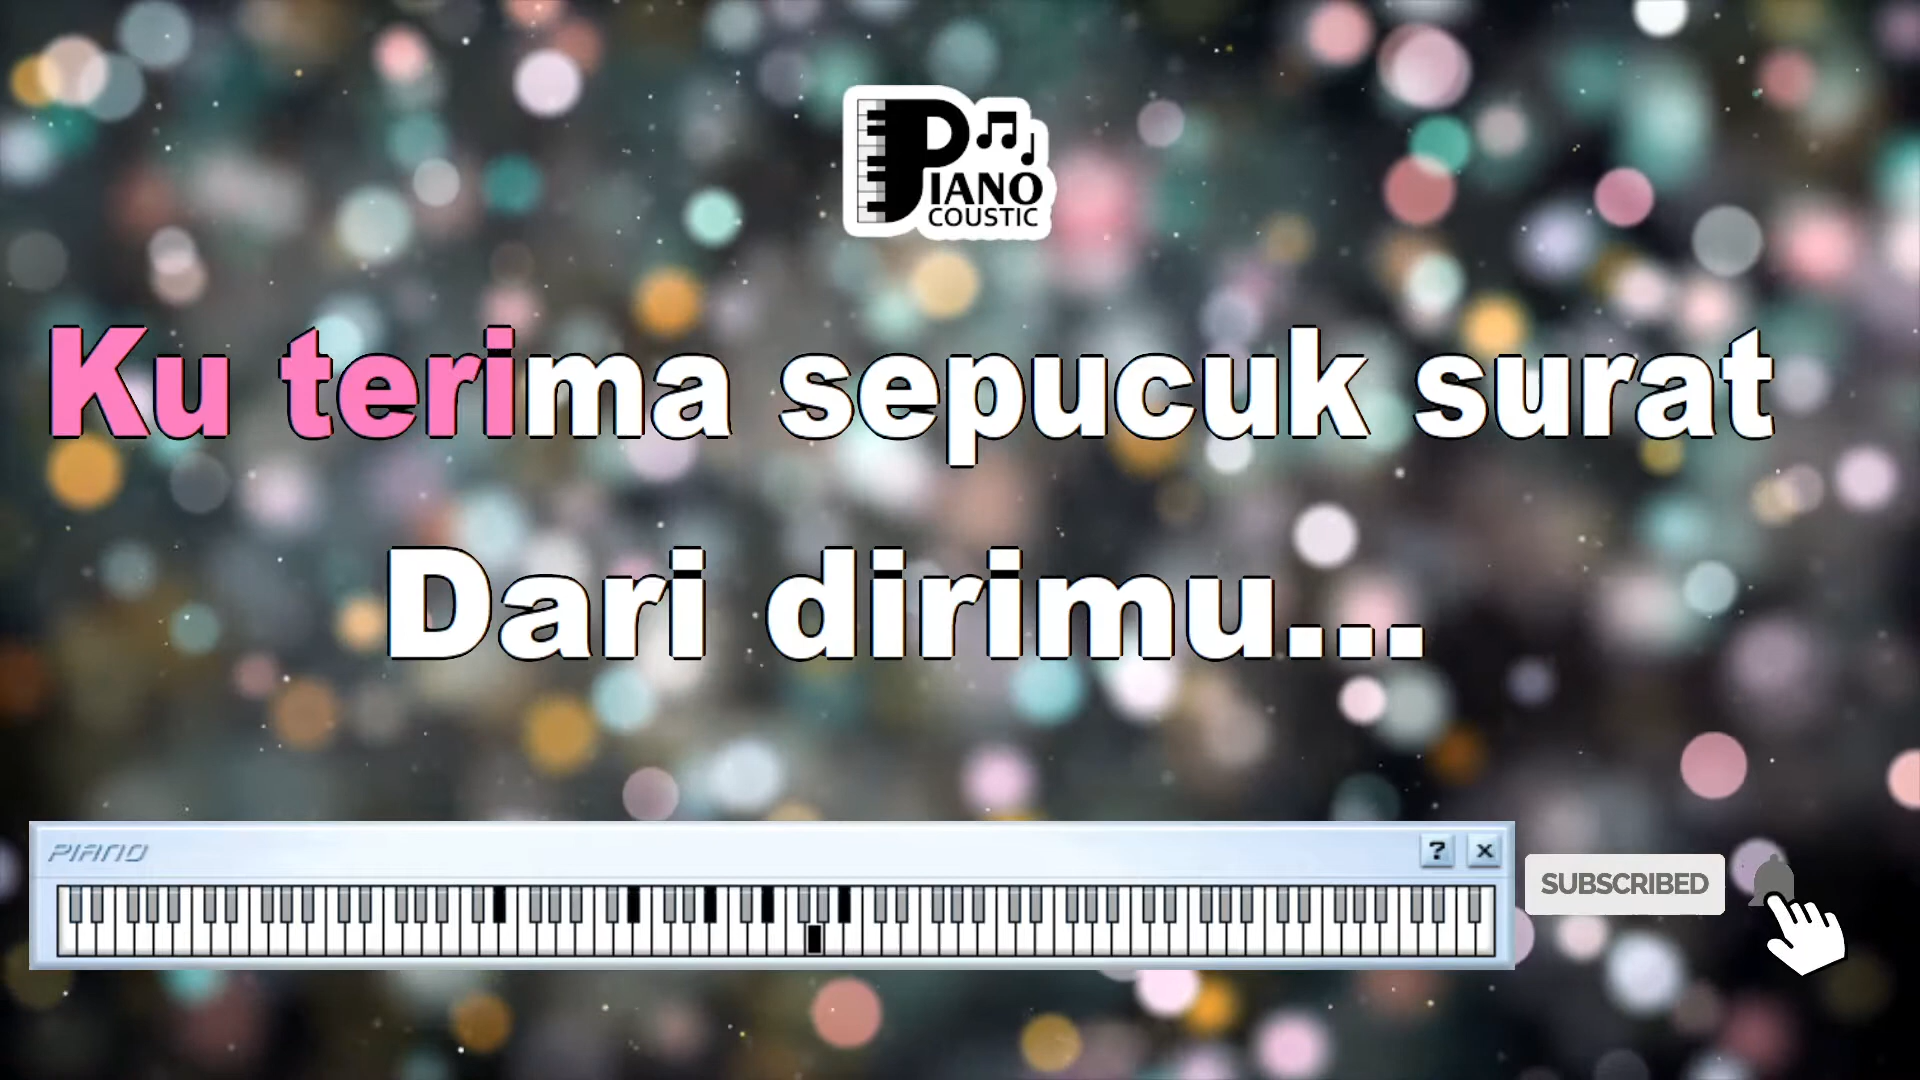 PIANO
COUSTIC
Ku terima sepucuk surat
Dari dirimu...
PIANO
? x
SUBSCRIBED